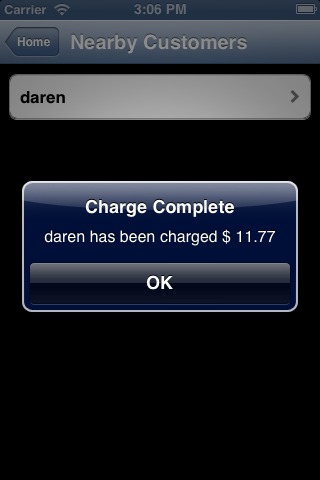 Carrier 3:06 PM
Home Nearby Customers
daren
Charge Complete
daren has been charged $ 11.77
OK